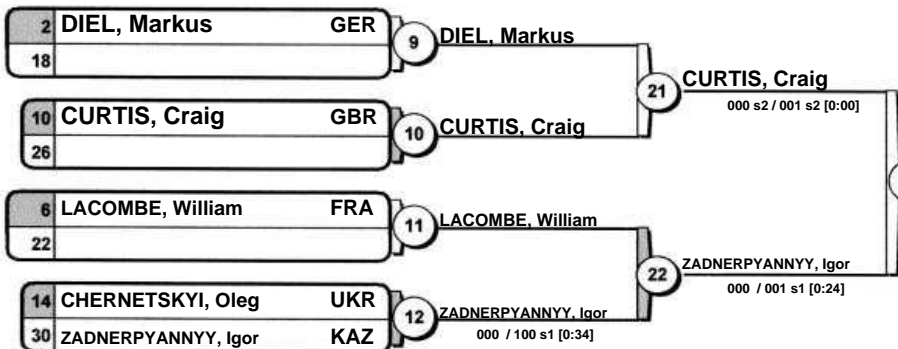 2 DIEL, Markus GER
18
9
DIEL, Markus
10 CURTIS, Craig GBR
26
10
CURTIS, Craig
21
CURTIS, Craig
000 s2 / 001 s2 [0:00]
6 LACOMBE, William FRA
22
11
LACOMBE, William
14 CHERNETSKYI, Oleg UKR
30 ZADNERPYANNYY, Igor KAZ
12
ZADNERPYANNYY, Igor
000 / 100 s1 [0:34]
22
ZADNERPYANNYY, Igor
000 / 001 s1 [0:24]